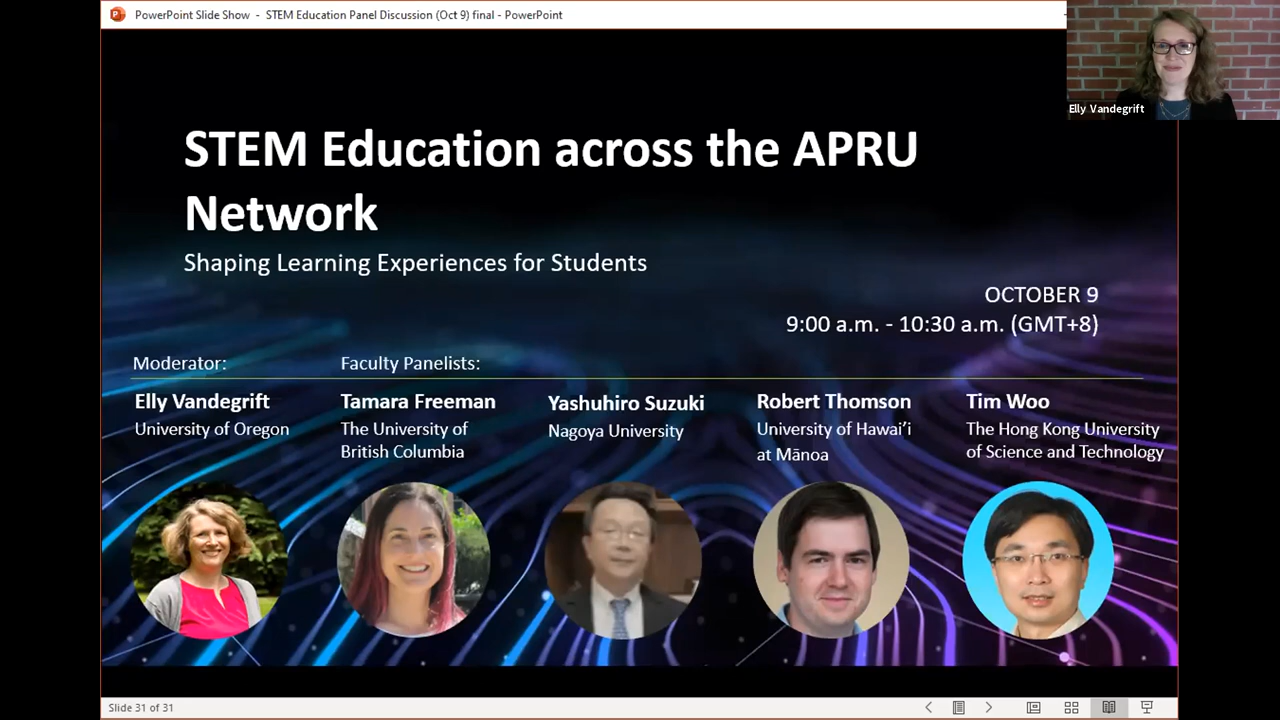 PowerPoint Slide Show - STEM Education Panel Discussion (Oct 9) final - PowerPoint
Elly Vandegrift
STEM Education across the APRU
Network
Shaping Learning Experiences for Students
OCTOBER 9
9:00 a.m. - 10:30 a.m. (GMT+8)
Moderator:
Faculty Panelists:
Elly Vandegrift
University of Oregon
Tamara Freeman
The University of
British Columbia
Yashuhiro Suzuki
Nagoya University
Robert Thomson
University of Hawai‘i
at Mānoa
Tim Woo
The Hong Kong University
of Science and Technology
Slide 31 of 31